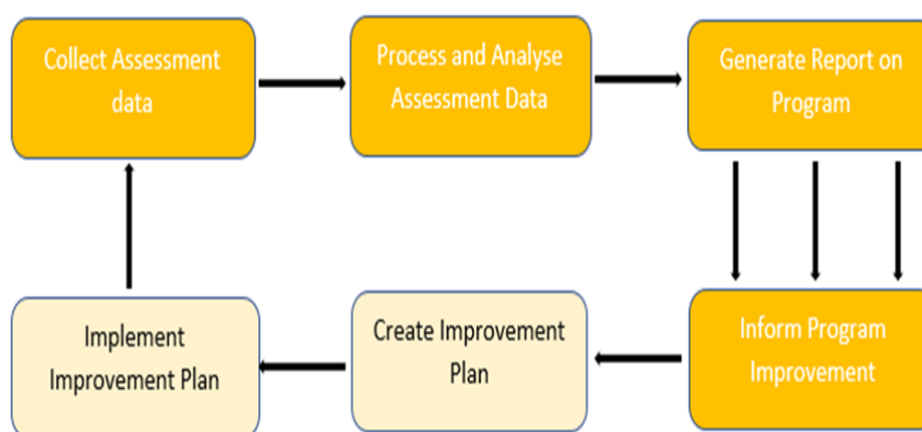 Collect Assessment
data
Process and Analyse
Assessment Data
Generate Report on
Program
Implement
Improvement Plan
Create Improvement
Plan
Inform Program
Improvement